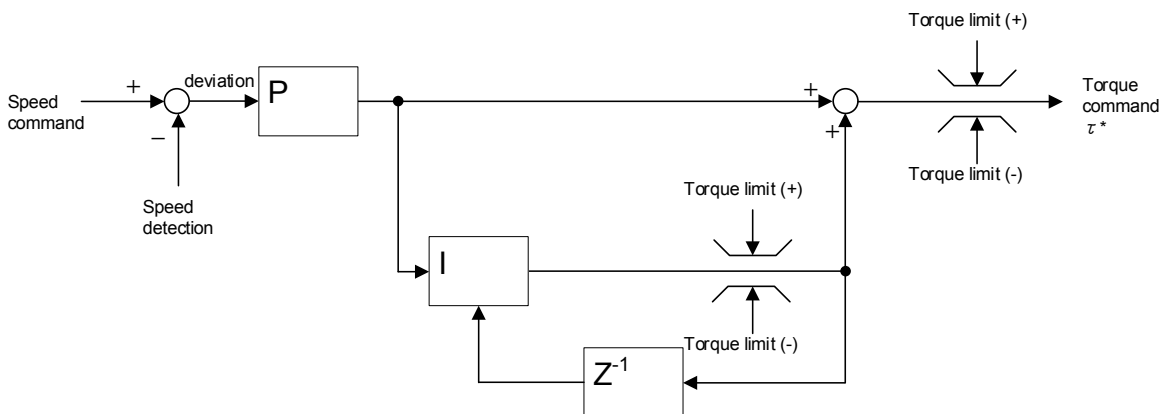 Torque limit (+)
deviation
P
+
−
+
+
Speed
command
Torque
command
τ *
Torque limit (-)
Speed
detection
Torque limit (+)
I
Torque limit (-)
Z-1